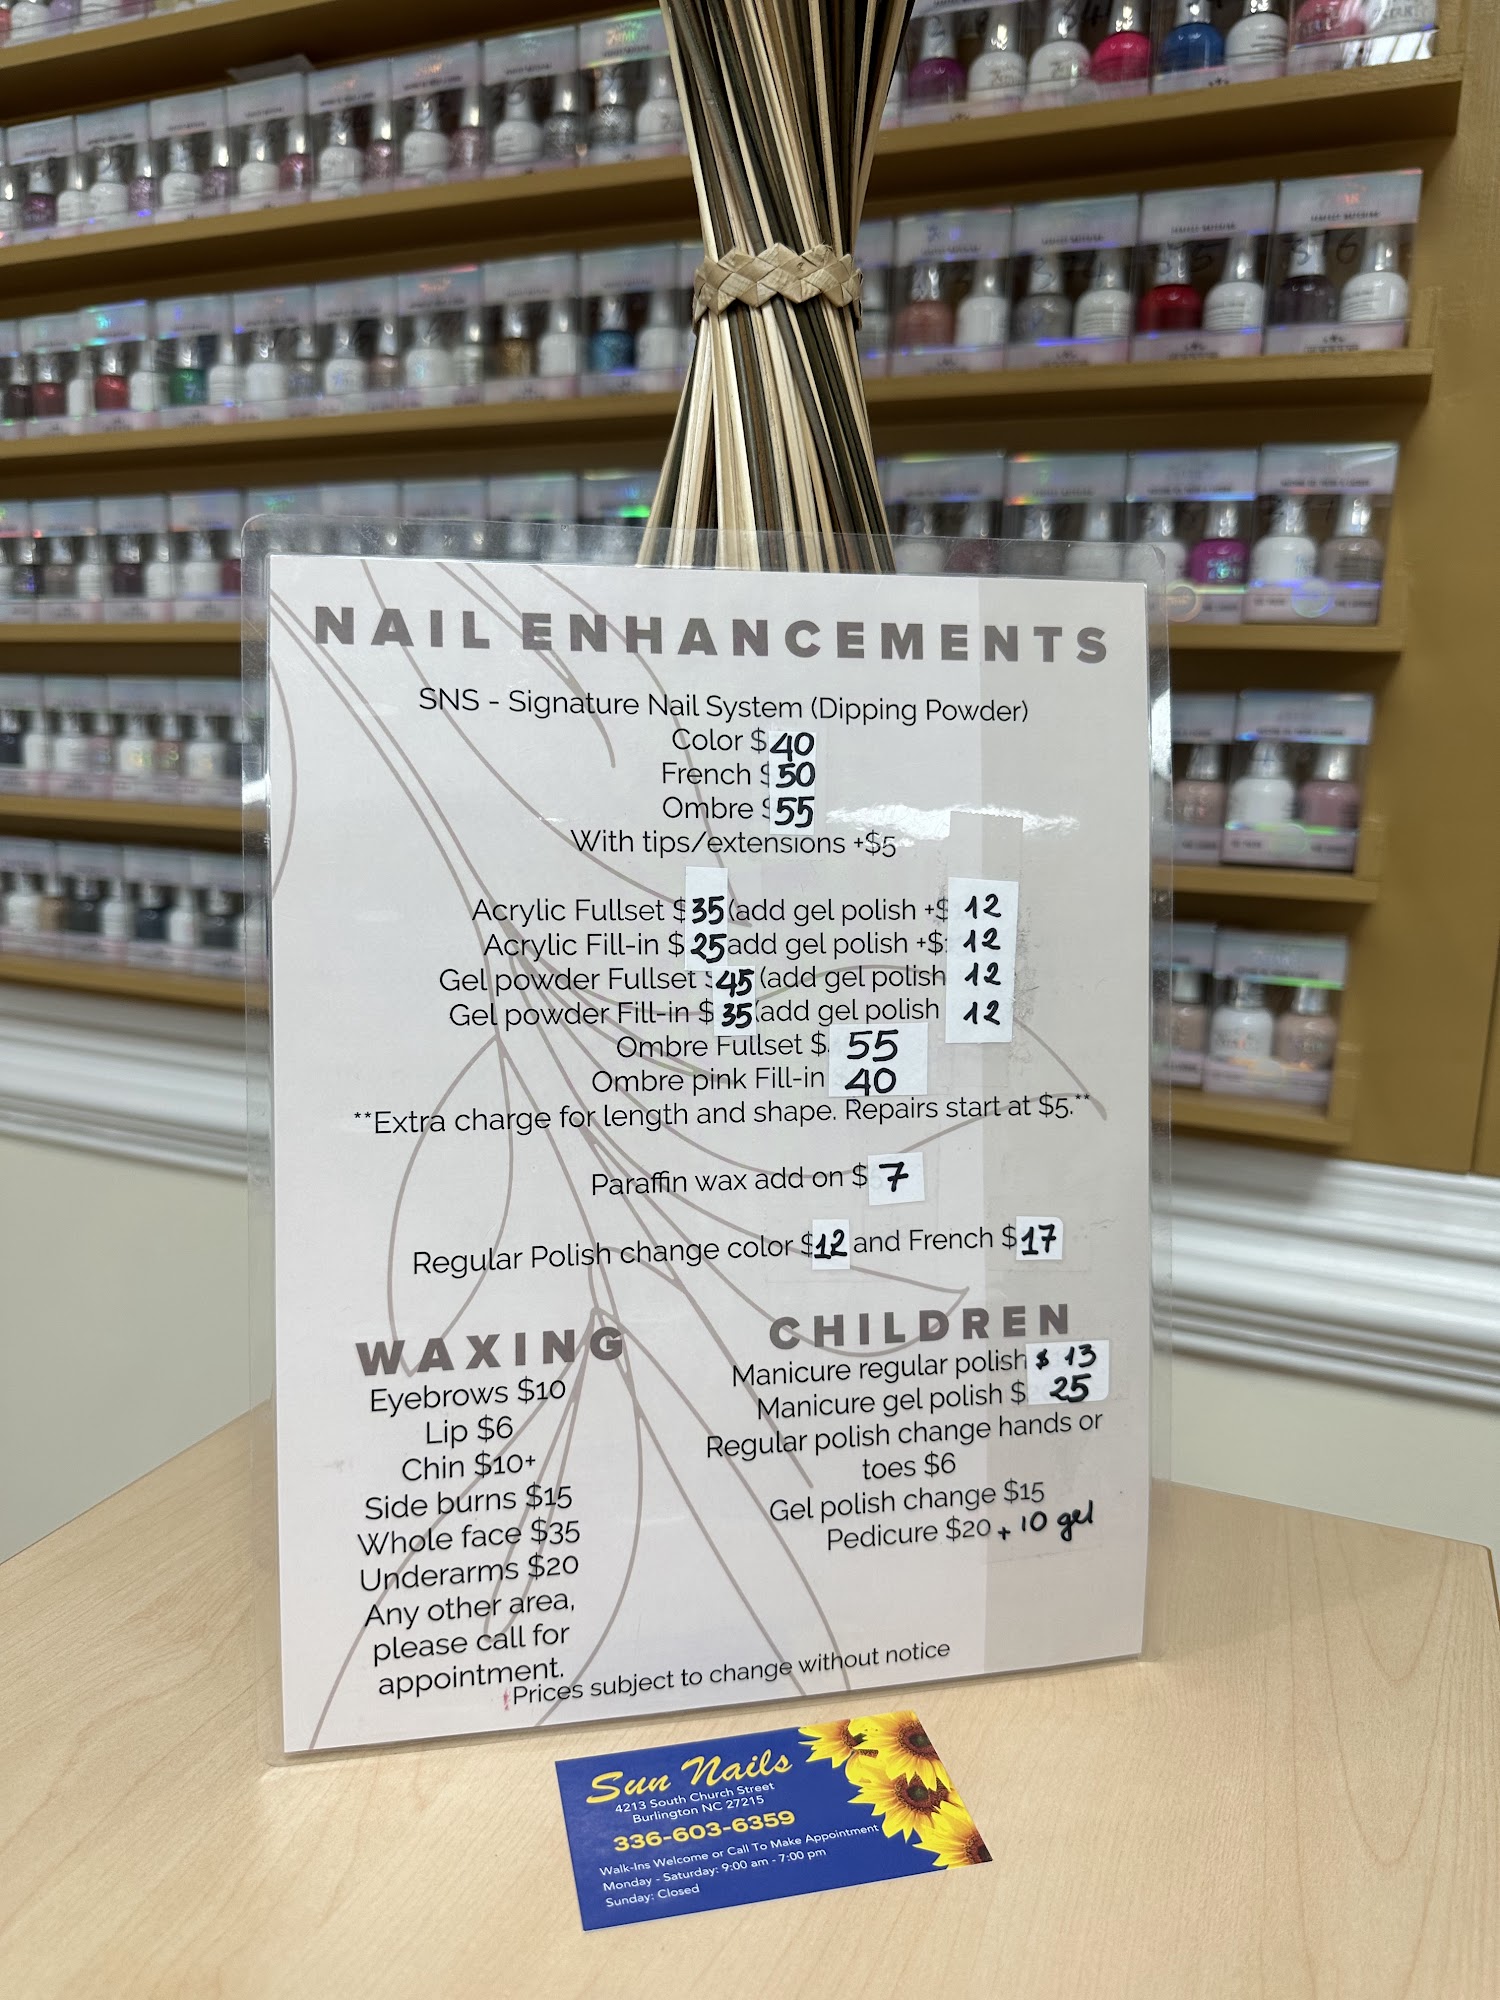 NAIL ENHANCEMENTS
SNS - Signature Nail System (Dipping Powder)
Color $40
French $50
Ombre $55
With tips/extensions +$5
Acrylic Fullset $35 (add gel polish +$ 12
Acrylic Fill-in $25 add gel polish +$ 12
Gel powder Fullset 45 (add gel polish 12
Gel powder Fill-in $35 (add gel polish 12
Ombre Fullset $ 55
Ombre pink Fill-in 40
**Extra charge for length and shape. Repairs start at $5.**
Paraffin wax add on $ 7
Regular Polish change color $12 and French $17
WAXING
Eyebrows $10
Lip $6
Chin $10+
Side burns $15
Whole face $35
Underarms $20
Any other area,
please call for
appointment.
CHILDREN
Manicure regular polish $ 13
Manicure gel polish $ 25
Regular polish change hands or
toes $6
Gel polish change $15
Pedicure $20 + 10 gel
*Prices subject to change without notice
Sun Nails
4213 South Church Street
Burlington NC 27215
336-603-6359
Walk-Ins Welcome or Call To Make Appointment
Monday - Saturday: 9:00 am - 7:00 pm
Sunday: Closed